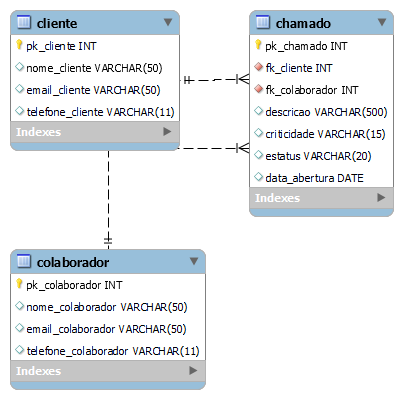 cliente
pk_cliente INT
nome_cliente VARCHAR(50)
email_cliente VARCHAR(50)
telefone_cliente VARCHAR(11)
Indexes
chamado
pk_chamado INT
fk_cliente INT
fk_colaborador INT
descricao VARCHAR(500)
criticidade VARCHAR(15)
estatus VARCHAR(20)
data_abertura DATE
Indexes
colaborador
pk_colaborador INT
nome_colaborador VARCHAR(50)
email_colaborador VARCHAR(50)
telefone_colaborador VARCHAR(11)
Indexes